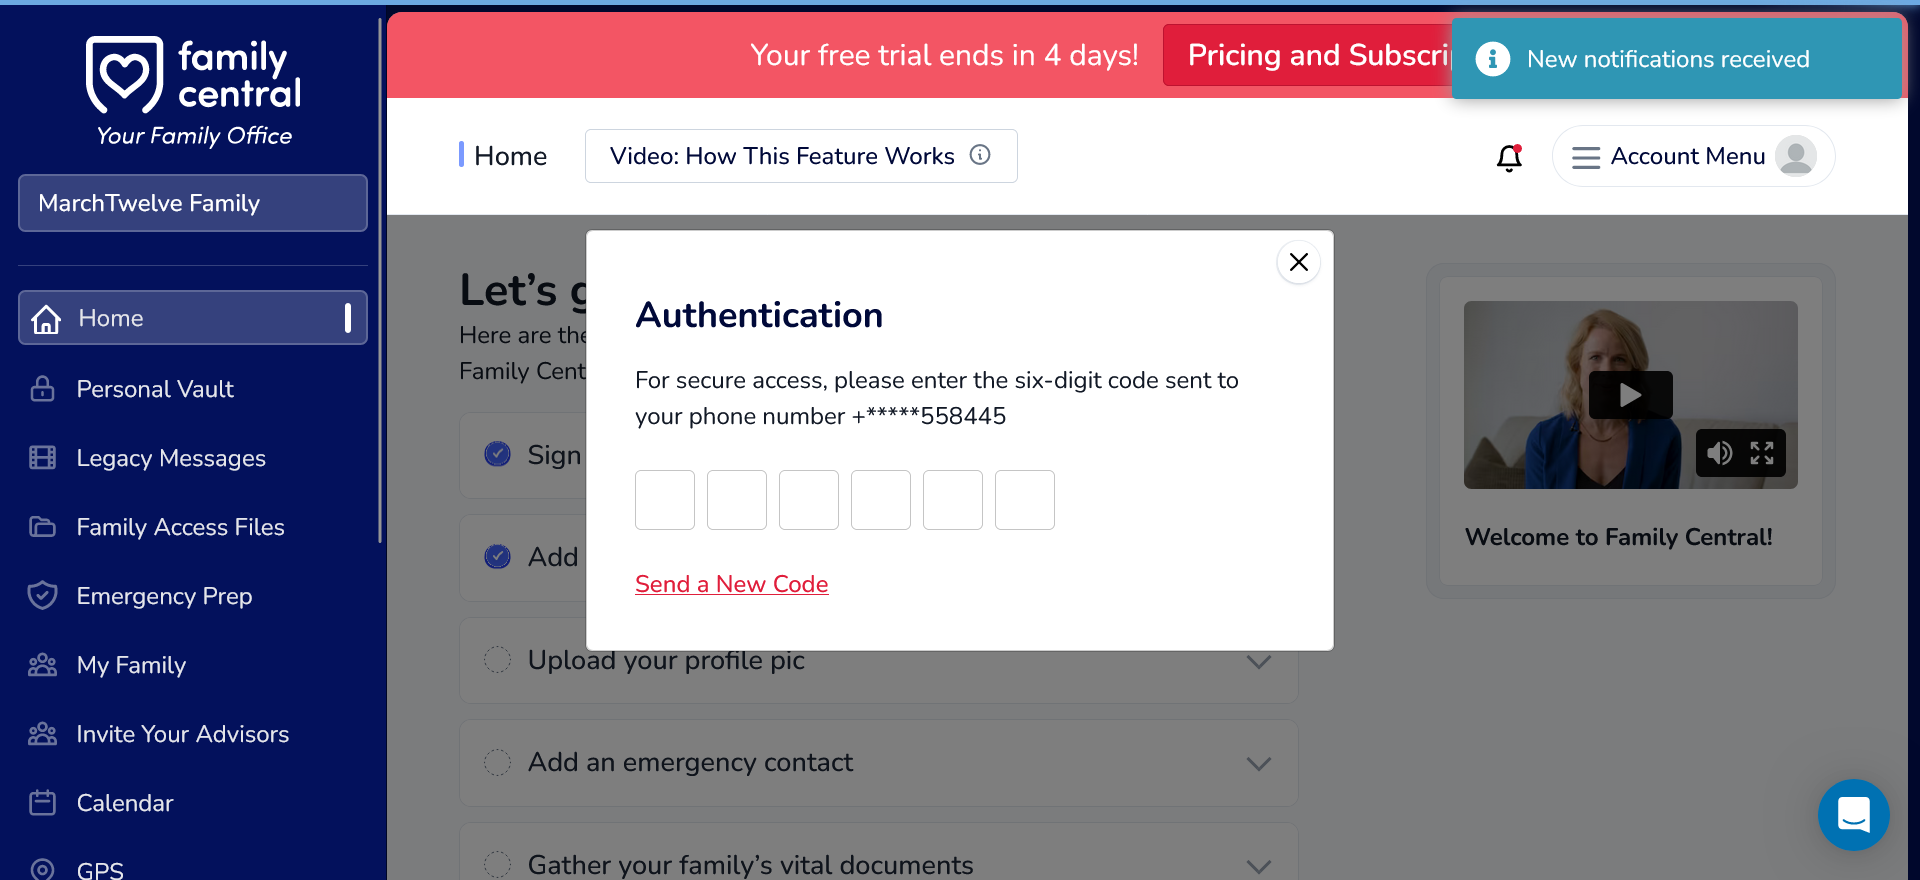 family
central
Your Family Office
MarchTwelve Family
Home
Personal Vault
Legacy Messages
Family Access Files
Emergency Prep
My Family
Invite Your Advisors
Calendar
GPS
Your free trial ends in 4 days!
Pricing and Subscri
New notifications received
Home
Video: How This Feature Works
Account Menu
Let's g
Here are the
Family Cent
Sign
Add
Upload your profile pic
Add an emergency contact
Gather your family's vital documents
Authentication
For secure access, please enter the six-digit code sent to
your phone number +*****558445
Send a New Code
Welcome to Family Central!